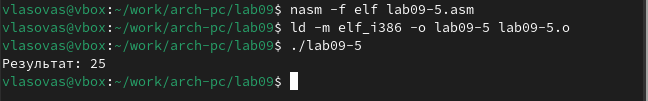 vlasovas@vbox:~/work/arch-pc/lab09$ nasm -f elf lab09-5.asm
vlasovas@vbox:~/work/arch-pc/lab09$ ld -m elf_i386 -o lab09-5 lab09-5.o
vlasovas@vbox:~/work/arch-pc/lab09$ ./lab09-5
Результат: 25
vlasovas@vbox:~/work/arch-pc/lab09$